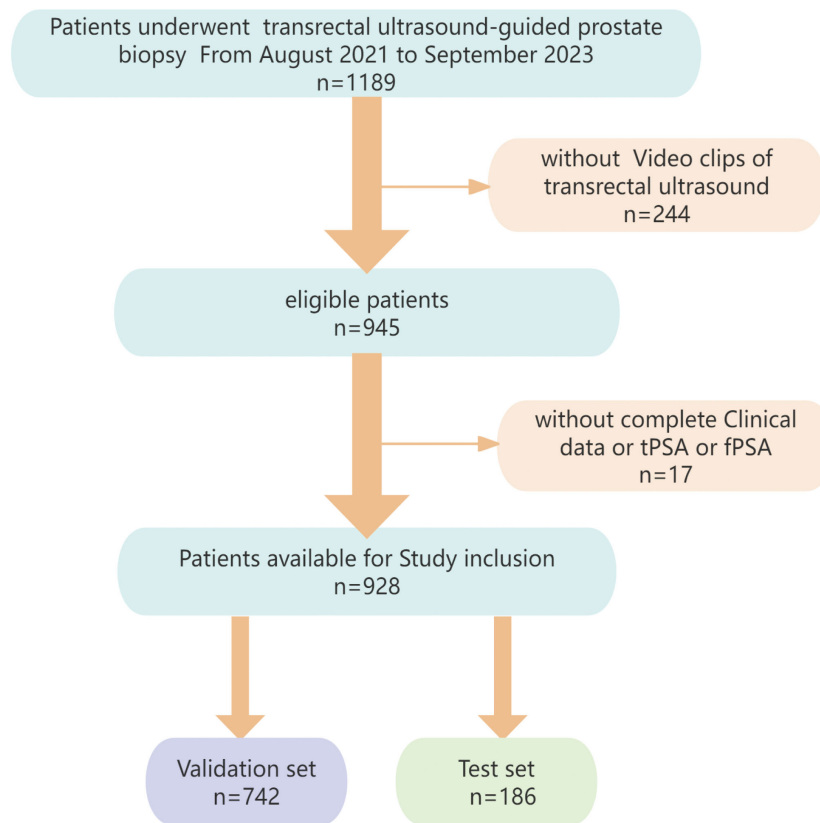 Patients underwent  transrectal ultrasound-guided prostate
biopsy  From August 2021 to September 2023
n=1189
without  Video clips of
transrectal ultrasound
n=244
eligible patients
n=945
without complete Clinical
data or tPSA or fPSA
n=17
Patients available for Study inclusion
n=928
Validation set
n=742
Test set
n=186